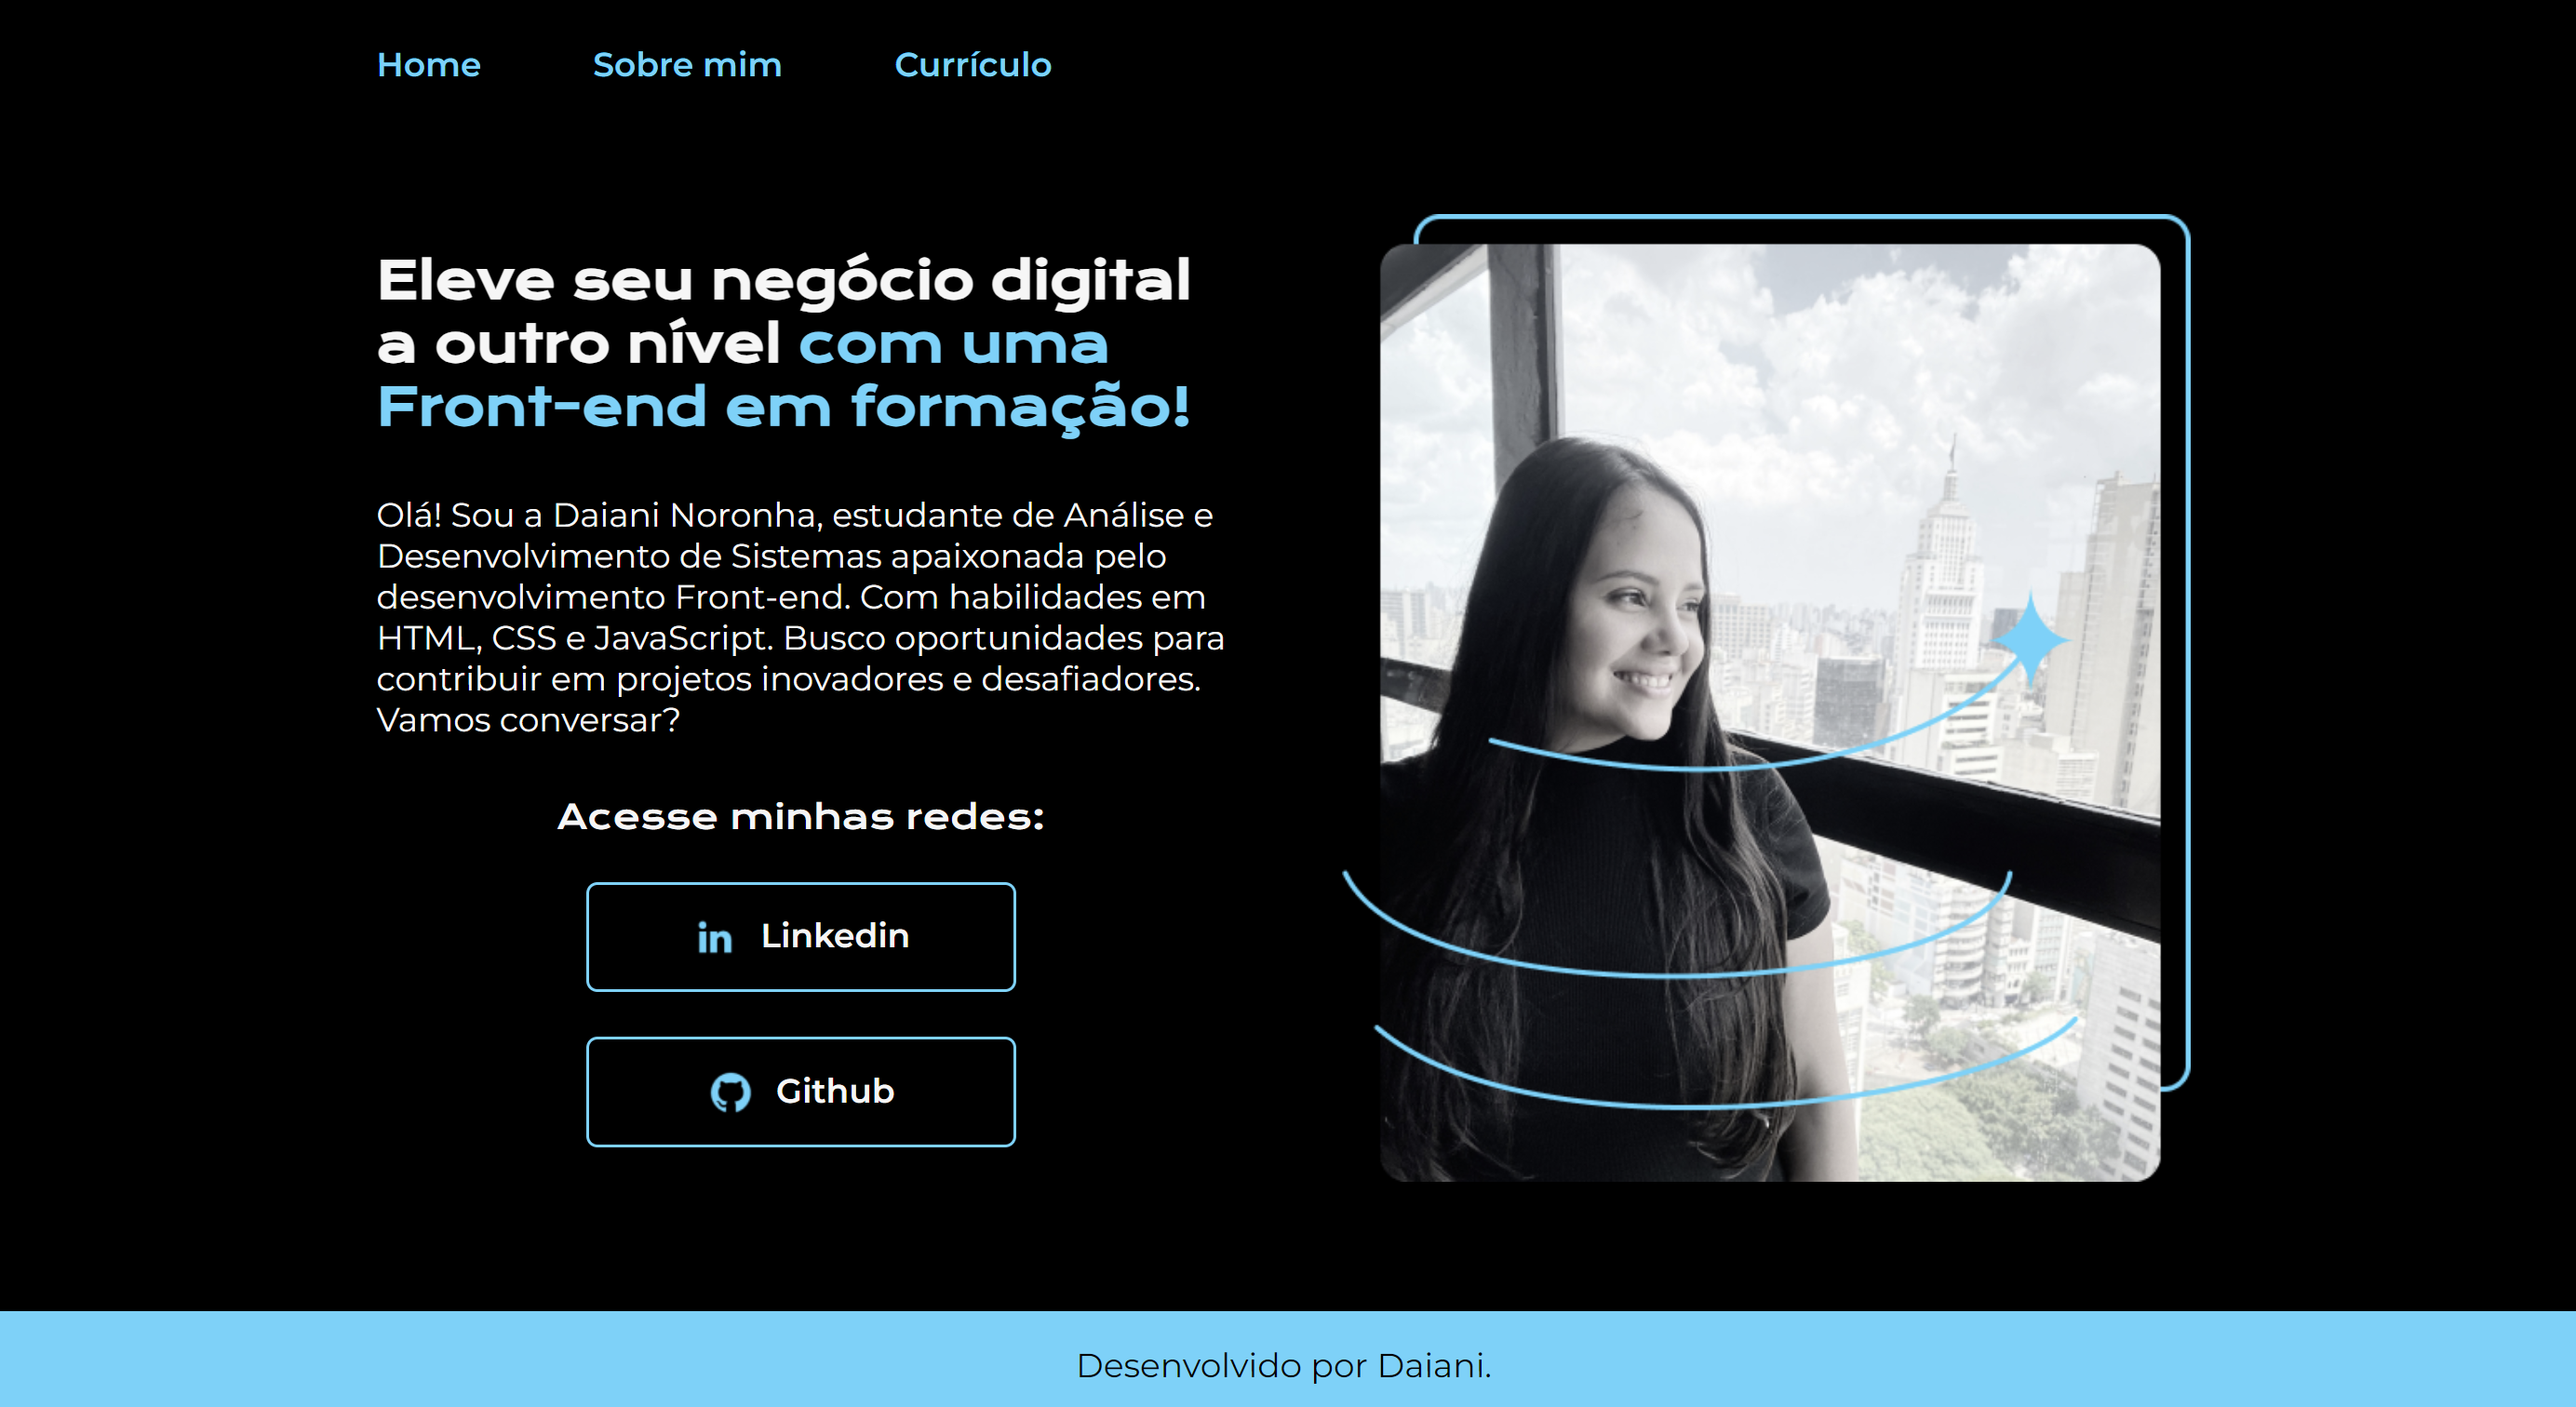 Home Sobre mim Currículo
Eleve seu negócio digital
a outro nível com uma
Front-end em formação!
Olá! Sou a Daiani Noronha, estudante de Análise e
Desenvolvimento de Sistemas apaixonada pelo
desenvolvimento Front-end. Com habilidades em
HTML, CSS e JavaScript. Busco oportunidades para
contribuir em projetos inovadores e desafiadores.
Vamos conversar?
Acesse minhas redes:
in Linkedin
Github
Desenvolvido por Daiani.